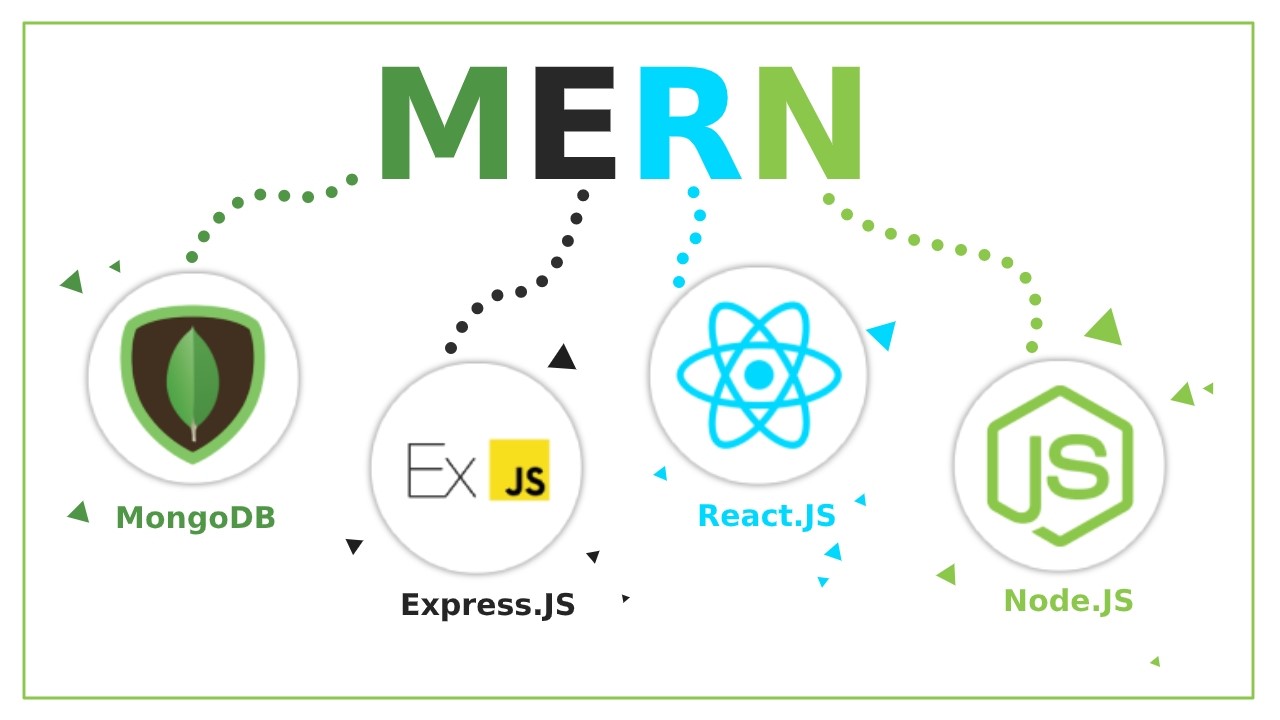 MERN
MongoDB
Ex JS
Express.JS
React.JS
JS
Node.JS